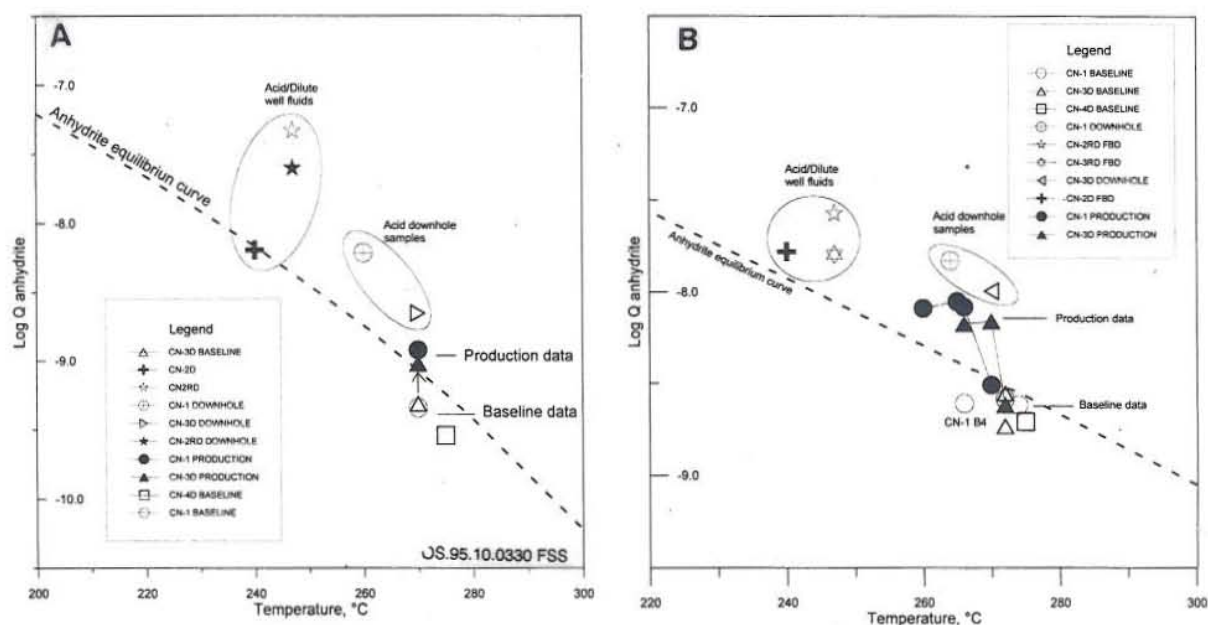 A
Acid/Dilute
well fluids
Anhydrite equilibriun curve
Acid downhole
samples
Production data
Baseline data
Legend
CN-3D BASELINE
CN-2D
CN2RD
CN-1 DOWNHOLE
CN-3D DOWNHOLE
CN-2RD DOWNHOLE
CN-1 PRODUCTION
CN-3D PRODUCTION
CN-4D BASELINE
CN-1 BASELINE
OS.95.10.0330 FSS
Log Q anhydrite
-7.0
-8.0
-9.0
-10.0
200
220
240
260
280
300
Temperature, °C
B
Legend
CN-1 BASELINE
CN-3D BASELINE
CN-4D BASELINE
CN-1 DOWNHOLE
CN-2RD FBD
CN-3RD FBD
CN-3D DOWNHOLE
CN-2D FBD
CN-1 PRODUCTION
CN-3D PRODUCTION
Acid/Dilute
well fluids
Acid downhole
samples
Anhydrite equilibrium curve
Production data
Baseline data
CN-1 B4
Log Q anhydrite
-7.0
-8.0
-9.0
220
240
260
280
300
Temperature, °C